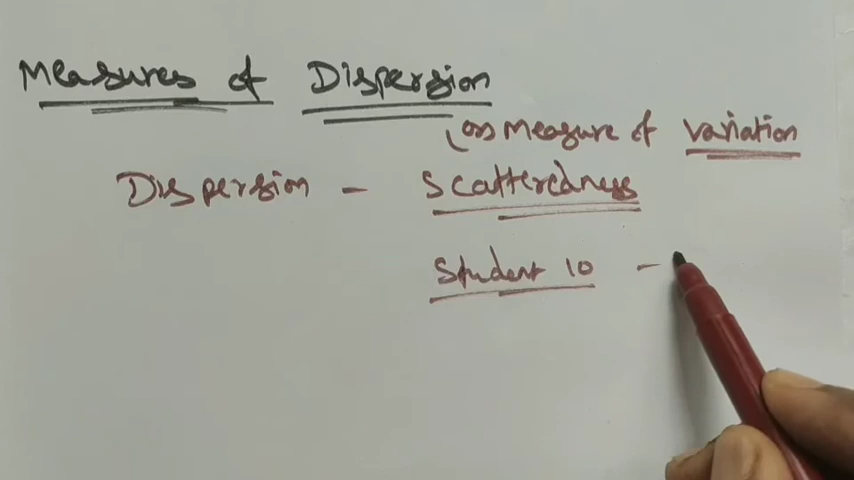 Measures of Dispersion
(or Measure of Variation
Dispersion - Scatteredness
Student 10 -